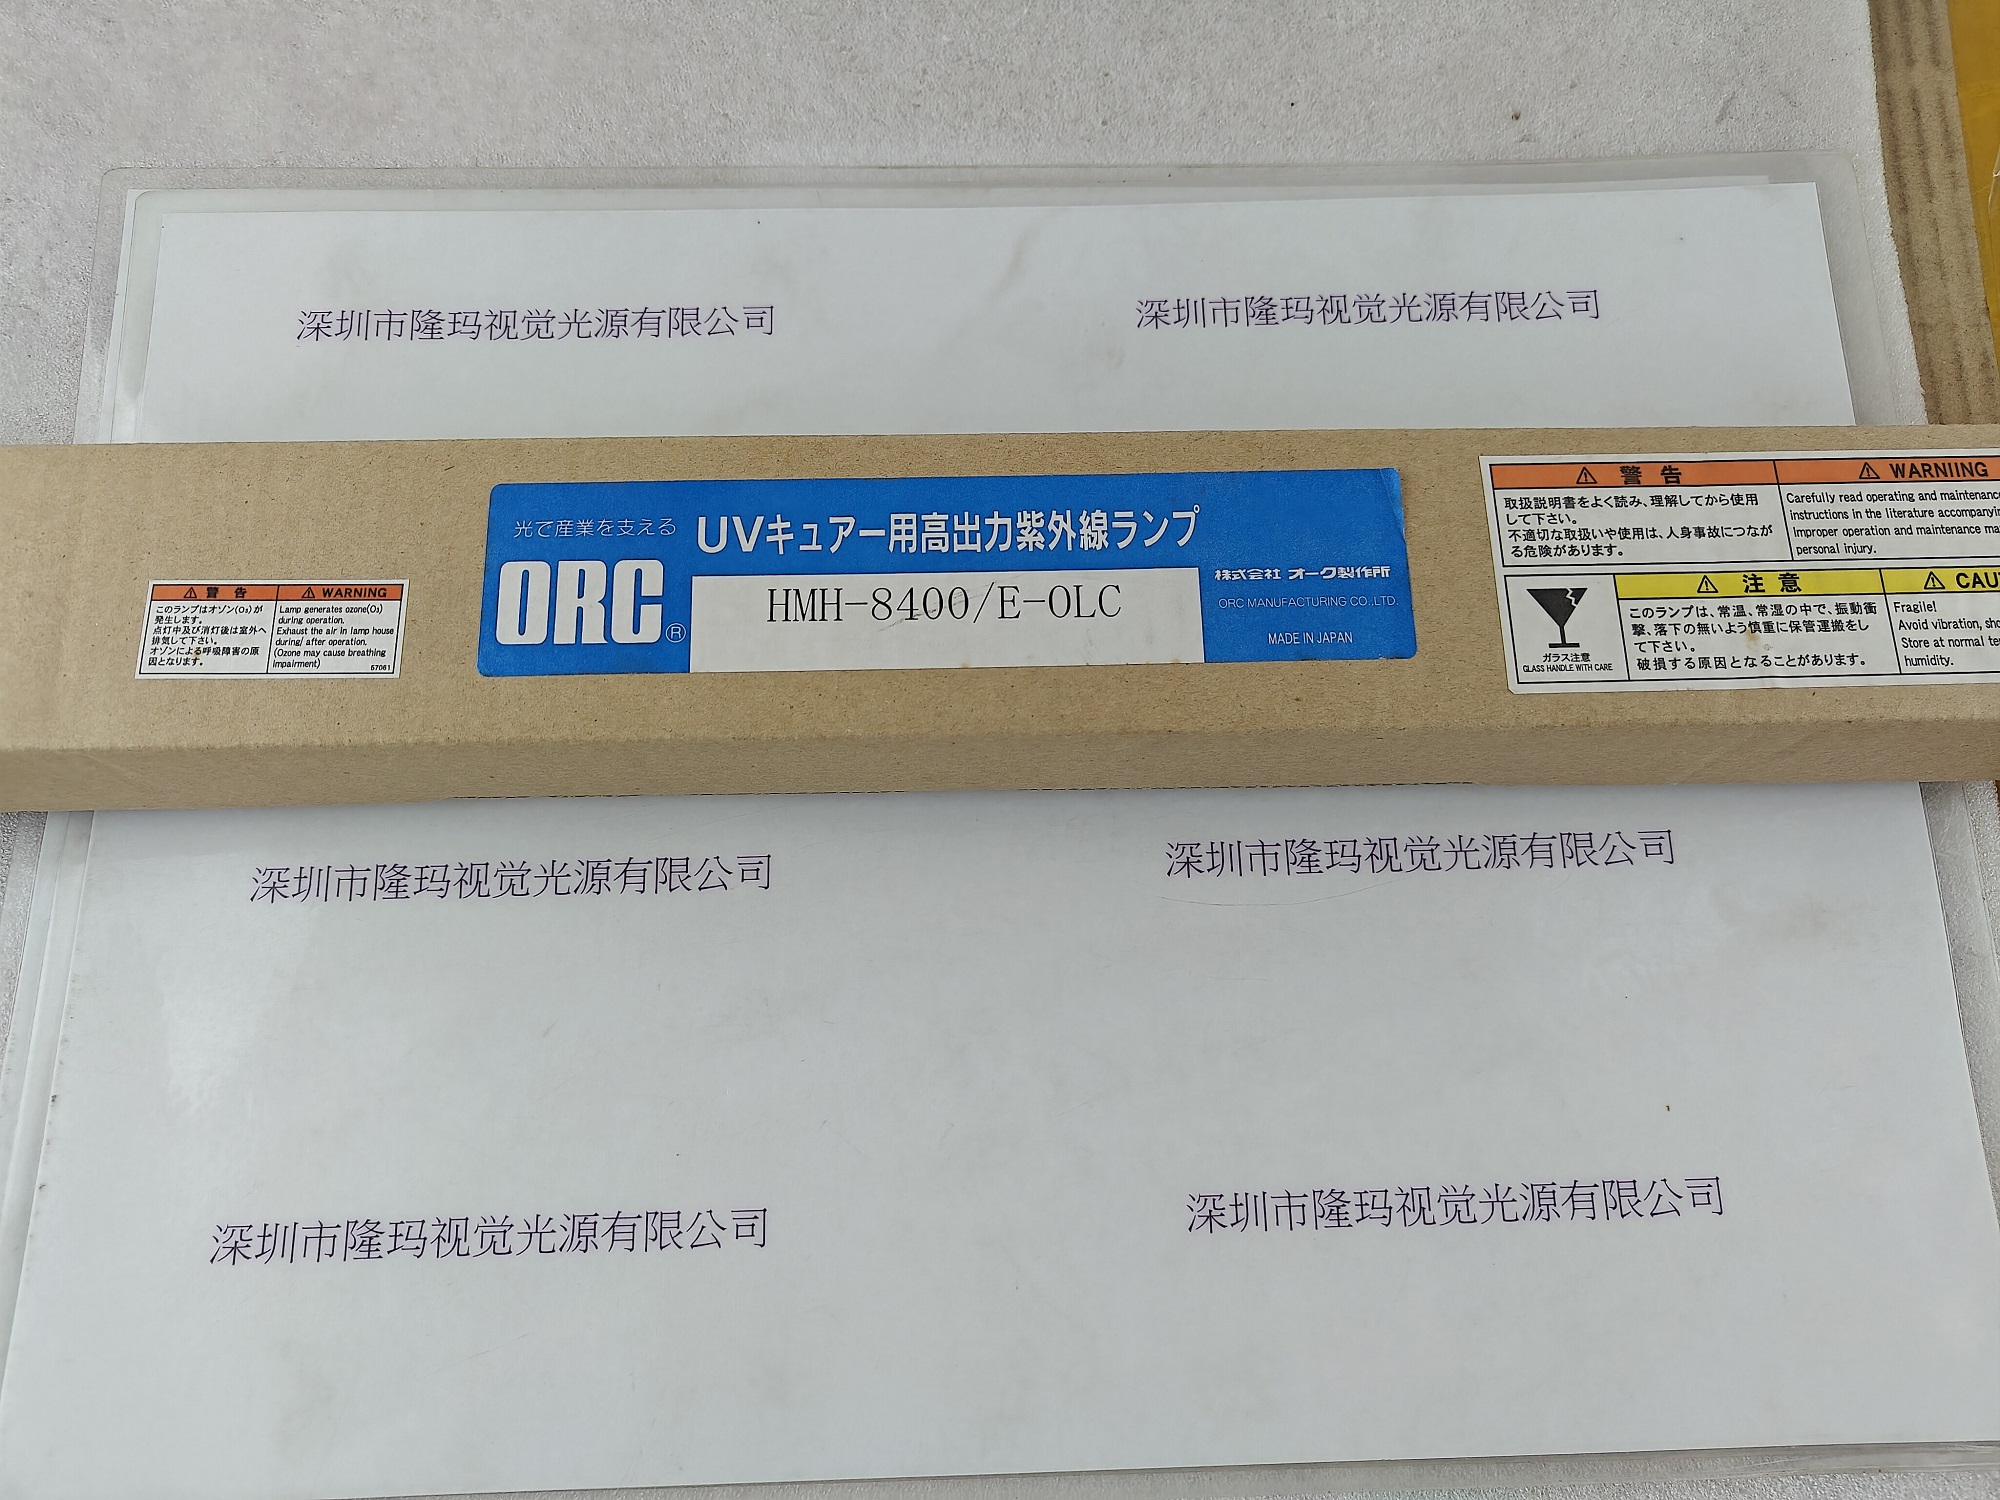 深圳市隆玛视觉光源有限公司
深圳市隆玛视觉光源有限公司
警 告
WARNING
このランプはオゾン(O₃)が
発生します。
点灯中及び消灯後は室外へ
排気して下さい。
オゾンによる呼吸障害の原
因となります。
Lamp generates ozone(O₃)
during operation.
Exhaust the air in lamp house
during/ after operation.
(Ozone may cause breathing
impairment)
57061
光で産業を支える
UVキュアー用高出力紫外線ランプ
ORC®
HMH-8400/E-OLC
株式会社 オーク製作所
ORC MANUFACTURING CO.,LTD.
MADE IN JAPAN
警 告
WARNIING
取扱説明書をよく読み、理解してから使用
して下さい。
不適切な取扱いや使用は、人身事故につなが
る危険があります。
Carefully read operating and maintenance
instructions in the literature accompanyin
Improper operation and maintenance ma
personal injury.
ガラス注意
GLASS HANDLE WITH CARE
注 意
CAU
このランプは、常温、常湿の中で、振動衝
撃、落下の無いよう慎重に保管運搬をし
て下さい。
破損する原因となることがあります。
Fragile!
Avoid vibration, sho
Store at normal te
humidity.
深圳市隆玛视觉光源有限公司
深圳市隆玛视觉光源有限公司
深圳市隆玛视觉光源有限公司
深圳市隆玛视觉光源有限公司